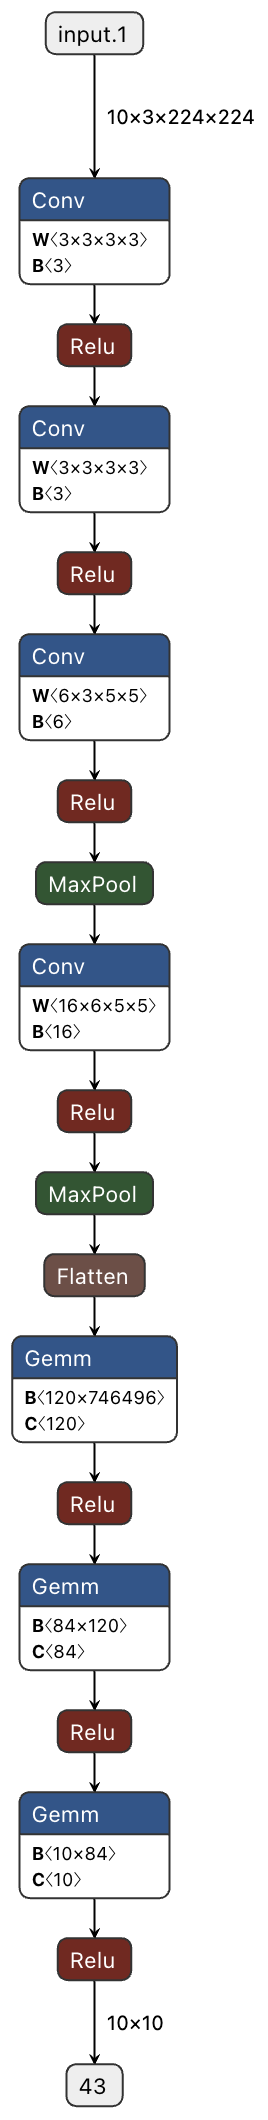 input.1
10×3×224×224
Conv
W⟨3×3×3×3⟩
B⟨3⟩
Relu
Conv
W⟨3×3×3×3⟩
B⟨3⟩
Relu
Conv
W⟨6×3×5×5⟩
B⟨6⟩
Relu
MaxPool
Conv
W⟨16×6×5×5⟩
B⟨16⟩
Relu
MaxPool
Flatten
Gemm
B⟨120×746496⟩
C⟨120⟩
Relu
Gemm
B⟨84×120⟩
C⟨84⟩
Relu
Gemm
B⟨10×84⟩
C⟨10⟩
Relu
10×10
43